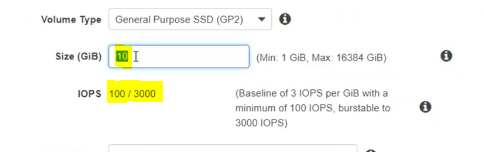 Volume Type General Purpose SSD (GP2)
Size (GiB) 10 (Min: 1 GiB, Max: 16384 GiB)
IOPS 100 / 3000 (Baseline of 3 IOPS per GiB with a
minimum of 100 IOPS, burstable to
3000 IOPS)